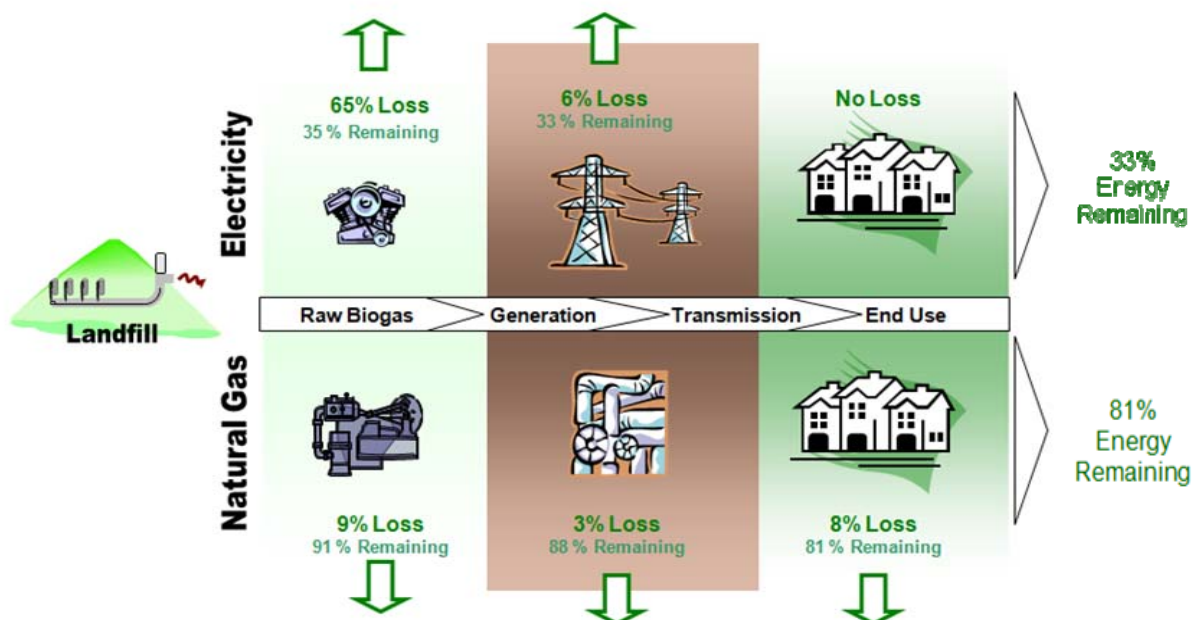 65% Loss
35 % Remaining
6% Loss
33 % Remaining
No Loss
33%
Energy
Remaining
Electricity
Landfill
Raw Biogas
Generation
Transmission
End Use
Natural Gas
81%
Energy
Remaining
9% Loss
91 % Remaining
3% Loss
88 % Remaining
8% Loss
81 % Remaining